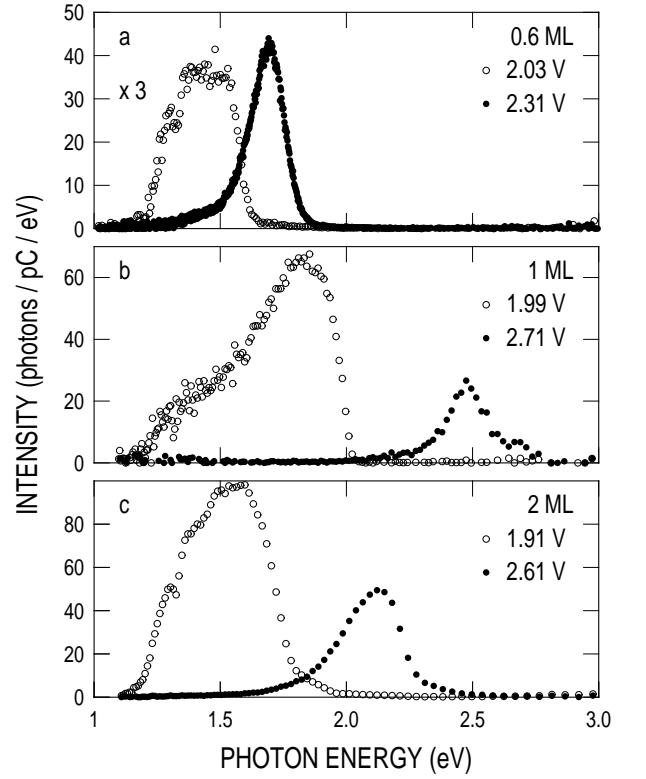 50
40
30
20
10
0
a
x 3
0.6 ML
2.03 V
2.31 V
60
40
20
0
b
1 ML
1.99 V
2.71 V
80
60
40
20
0
c
2 ML
1.91 V
2.61 V
INTENSITY (photons / pC / eV)
1 1.5 2.0 2.5 3.0
PHOTON ENERGY (eV)